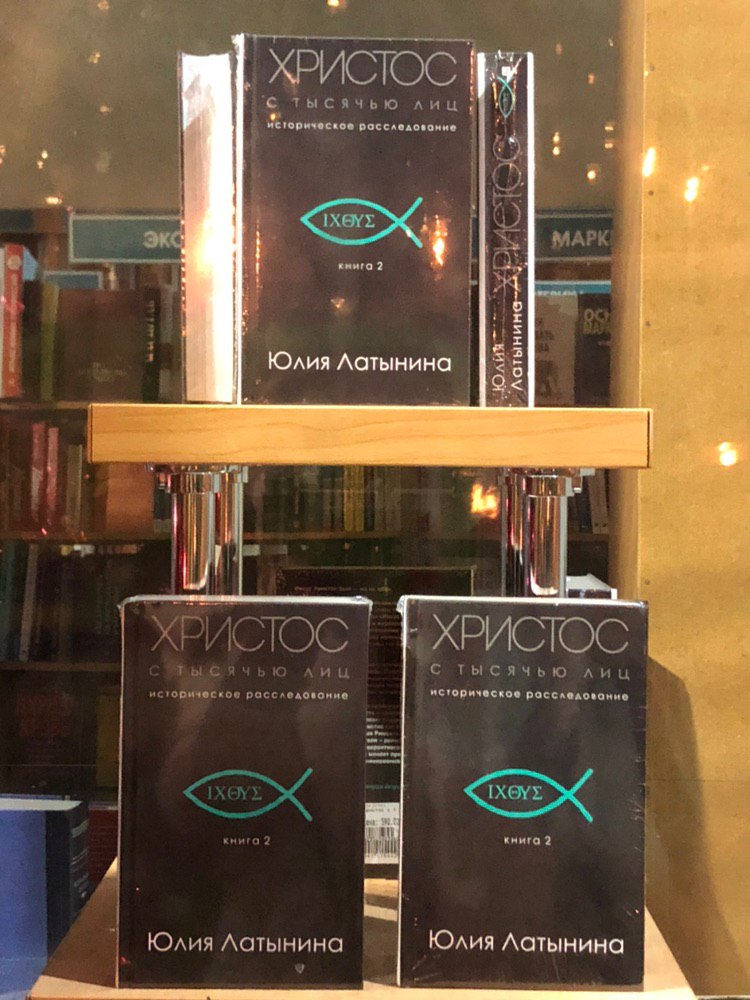 ХРИСТОС
С ТЫСЯЧЬЮ ЛИЦ
историческое расследование
ΙΧΘΥΣ
книга 2
Юлия Латынина
Юлия
Латынина
ХРИСТОС
ЭКО
МАРК
ХРИСТОС
С ТЫСЯЧЬЮ ЛИЦ
историческое расследование
ΙΧΘΥΣ
книга 2
Юлия Латынина
ХРИСТОС
С ТЫСЯЧЬЮ ЛИЦ
историческое расследование
ΙΧΘΥΣ
книга 2
Юлия Латынина